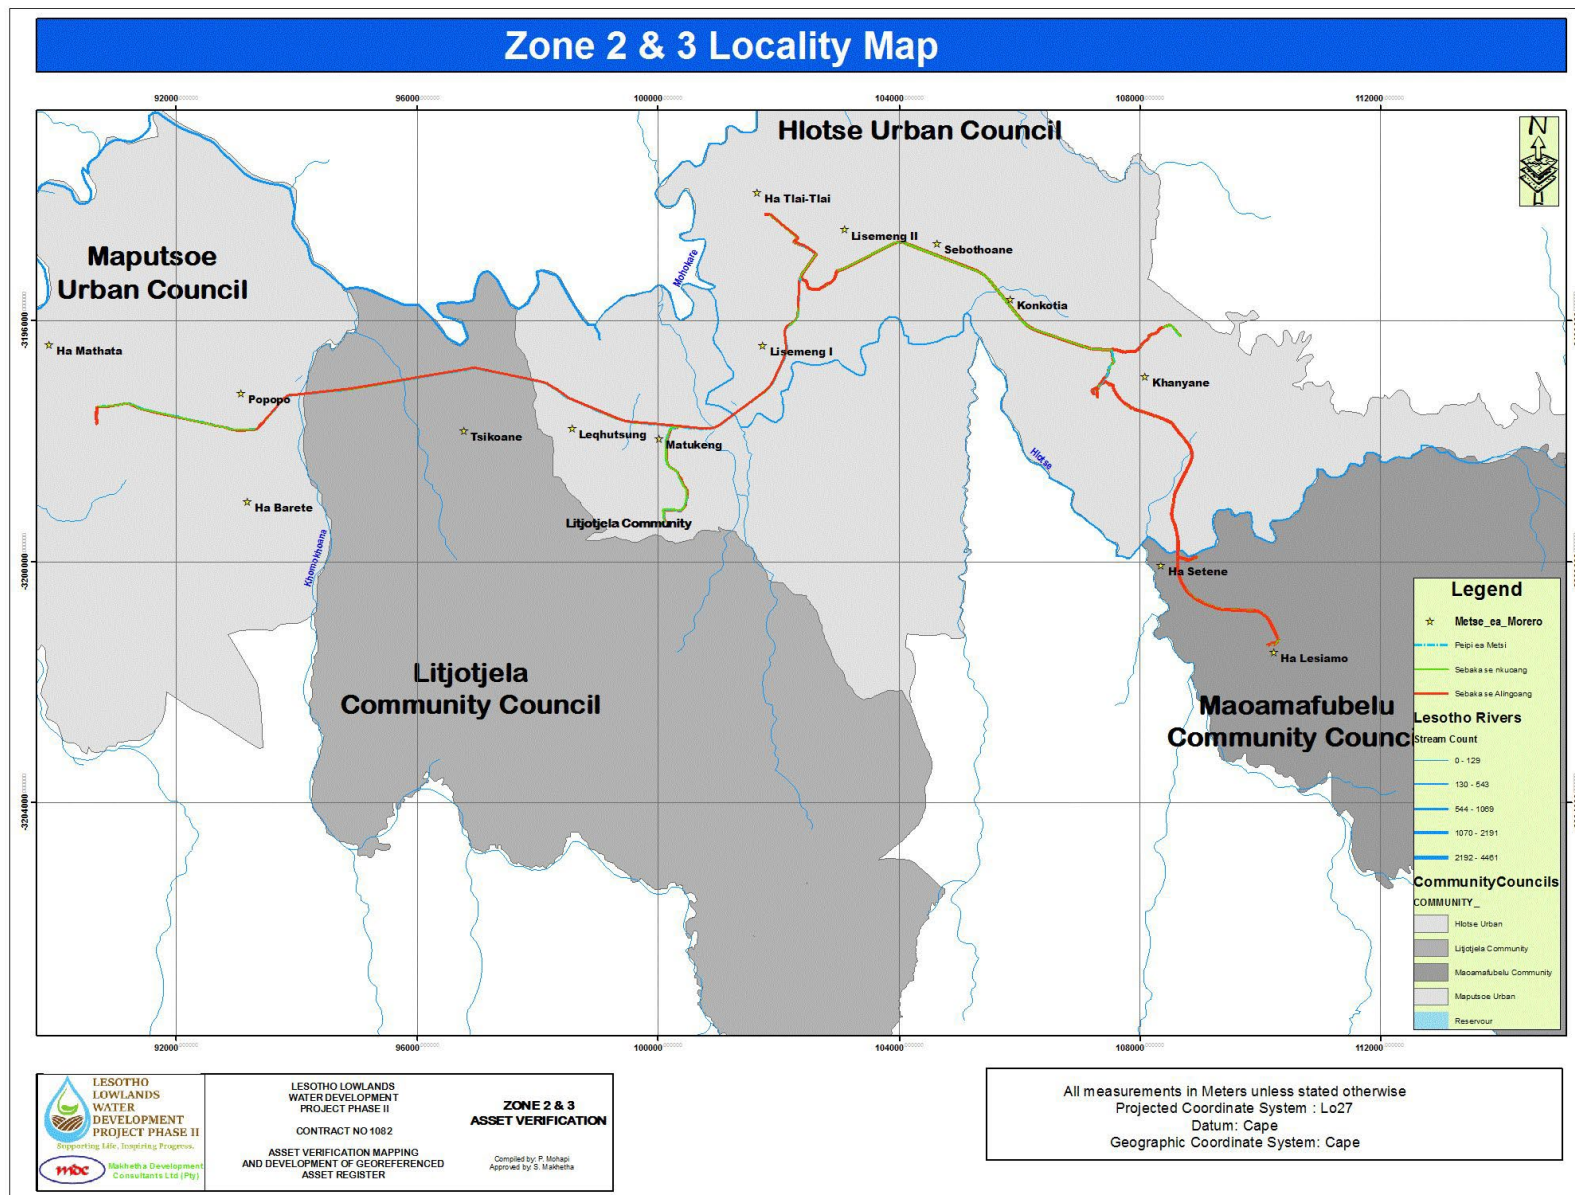 Zone 2 & 3 Locality Map
92000
96000
100000
104000
108000
112000
Hlotse Urban Council
N
Ha Tlai-Tlai
Lisemeng II
Sebothoane
Maputsoe
Urban Council
Mohokare
Konkotia
-3196000
Ha Mathata
Lisemeng I
Khanyane
Popopo
Tsikoane
Leqhutsung
Matukeng
Hlotse
Ha Barete
Litjotjela Community
Khomokhoana
-3200000
Ha Setene
Ha Lesiamo
Litjotjela
Community Council
Maoamafubelu
Community Counci
-3204000
Legend
Metse_ea_Morero
Peipi ea Metsi
Sebaka se nkuoang
Sebaka se Alingoang
Lesotho Rivers
Stream Count
0 - 129
130 - 543
544 - 1069
1070 - 2191
2192 - 4461
CommunityCouncils
COMMUNITY_
Hlotse Urban
Litjotjela Community
Maoamafubelu Community
Maputsoe Urban
Reservour
92000
96000
100000
104000
108000
112000
LESOTHO
LOWLANDS
WATER
DEVELOPMENT
PROJECT PHASE II
Supporting Life, Inspiring Progress.
mdc
Makhetha Development
Consultants Ltd (Pty)
LESOTHO LOWLANDS
WATER DEVELOPMENT
PROJECT PHASE II
CONTRACT NO 1082
ASSET VERIFICATION MAPPING
AND DEVELOPMENT OF GEOREFERENCED
ASSET REGISTER
ZONE 2 & 3
ASSET VERIFICATION
Compiled by: P. Mohapi
Approved by: S. Makhetha
All measurements in Meters unless stated otherwise
Projected Coordinate System : Lo27
Datum: Cape
Geographic Coordinate System: Cape